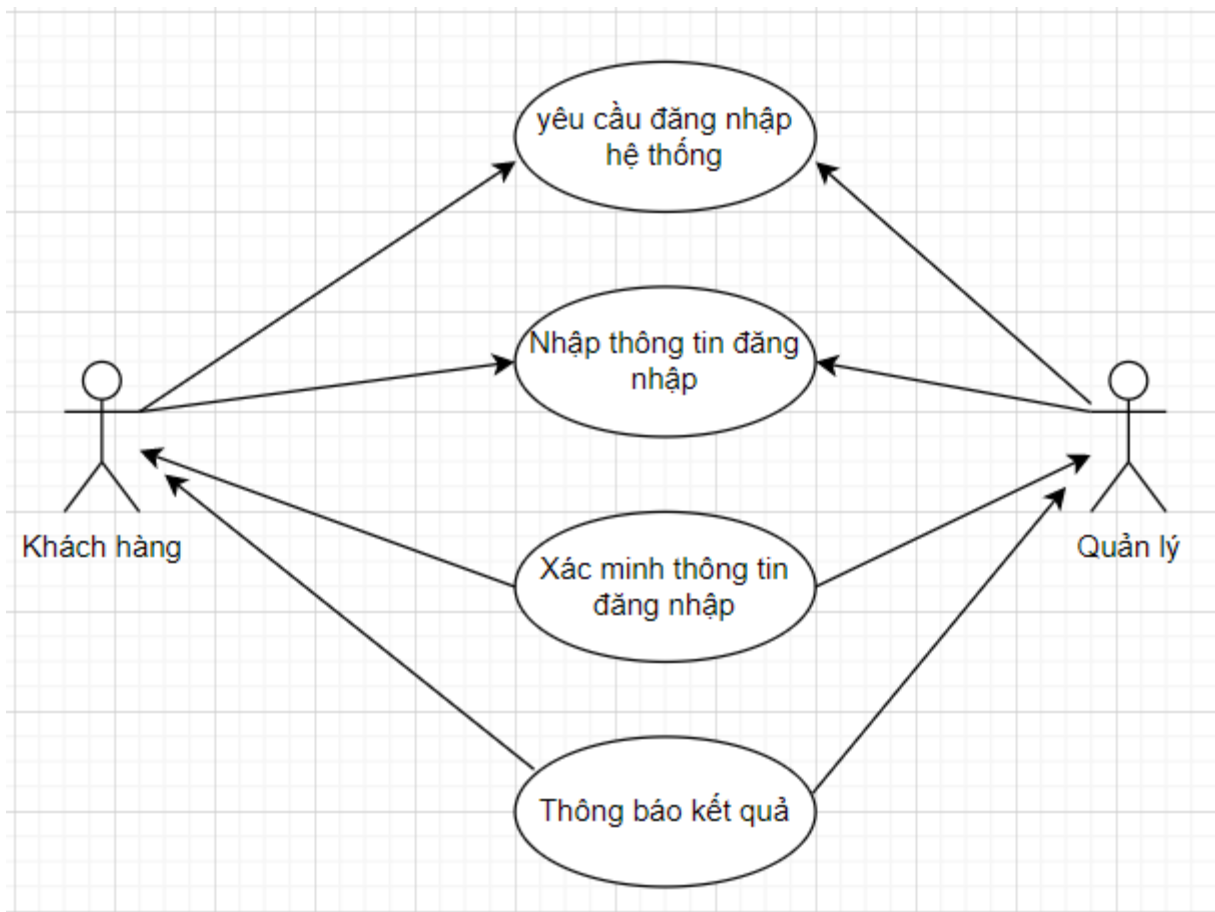 yêu cầu đăng nhập
hệ thống
Nhập thông tin đăng
nhập
Khách hàng
Quản lý
Xác minh thông tin
đăng nhập
Thông báo kết quả